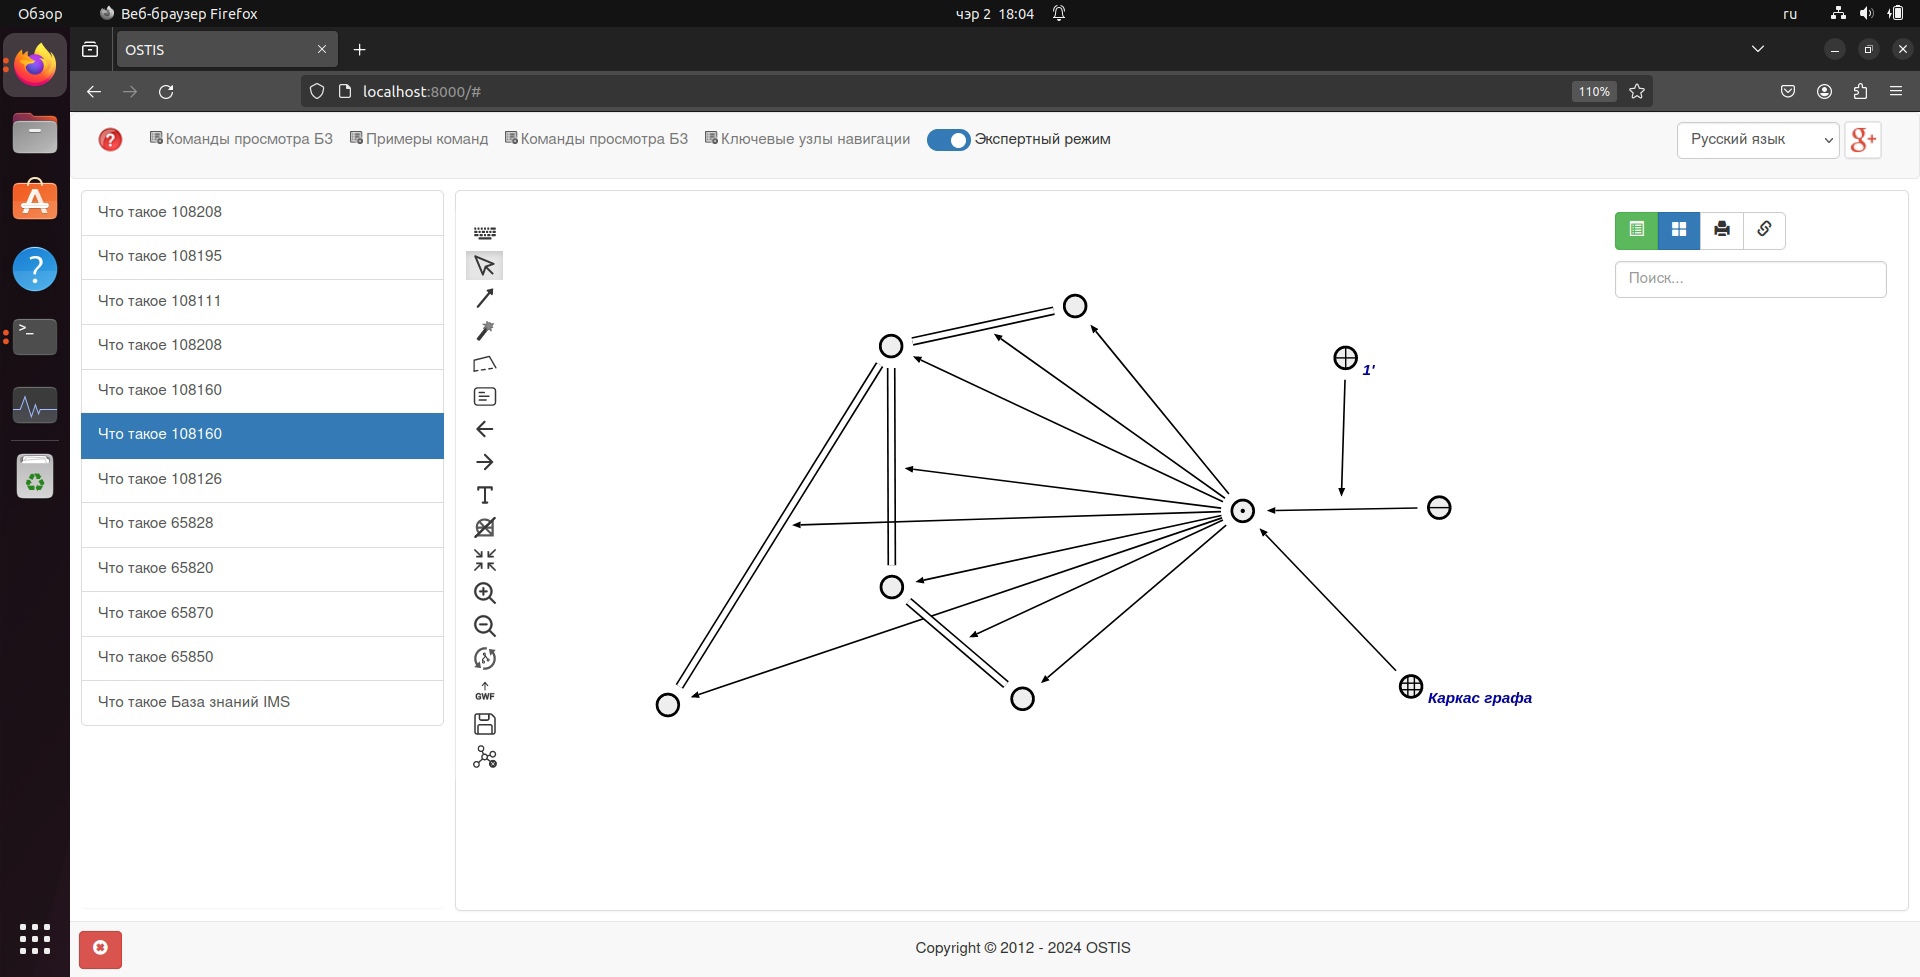 Обзор
Веб-браузер Firefox
чэр 2 18:04
ru
OSTIS
localhost:8000/#
110%
Команды просмотра БЗ
Примеры команд
Команды просмотра БЗ
Ключевые узлы навигации
Экспертный режим
Русский язык
g+
Что такое 108208
Что такое 108195
Что такое 108111
Что такое 108208
Что такое 108160
Что такое 108160
Что такое 108126
Что такое 65828
Что такое 65820
Что такое 65870
Что такое 65850
Что такое База знаний IMS
GWF
Поиск...
1'
Каркас графа
Copyright © 2012 - 2024 OSTIS